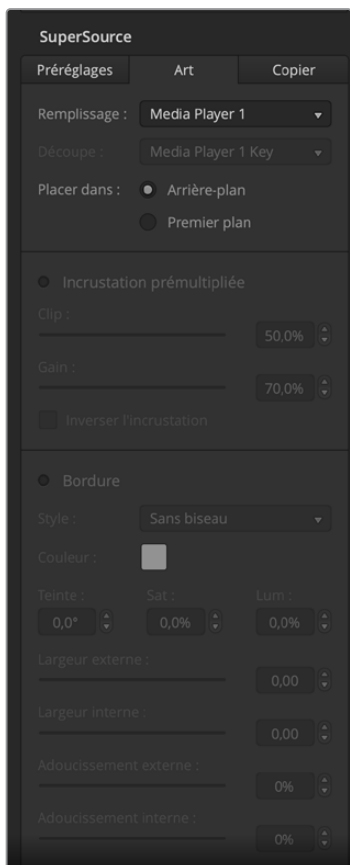 SuperSource
Préréglages Art Copier
Remplissage : Media Player 1
Découpe : Media Player 1 Key
Placer dans : Arrière-plan
Premier plan
Incrustation prémultipliée
Clip :
50,0%
Gain :
70,0%
Inverser l'incrustation
Bordure
Style : Sans biseau
Couleur :
Teinte : Sat : Lum :
0,0° 0,0% 0,0%
Largeur externe :
0,00
Largeur interne :
0,00
Adoucissement externe :
0%
Adoucissement interne :
0%